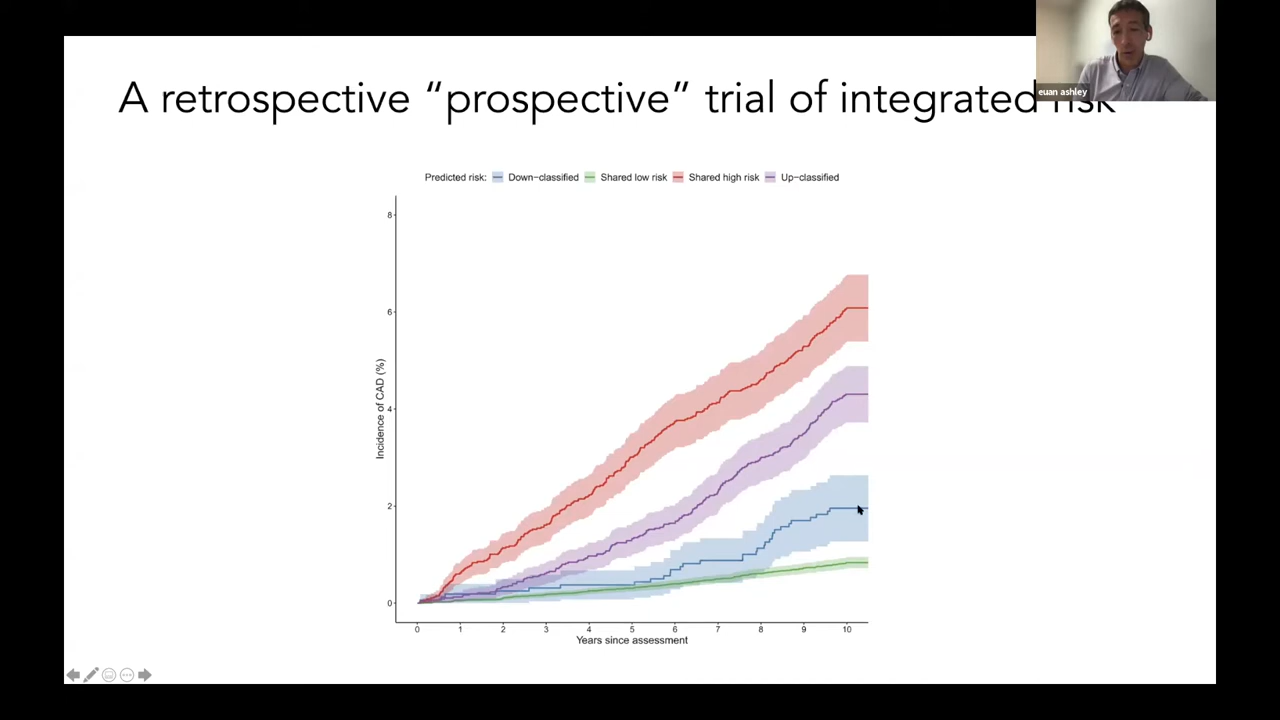 A retrospective “prospective” trial of integrated risk
euan ashley
Predicted risk: Down−classified Shared low risk Shared high risk Up−classified
Incidence of CAD (%)
8
6
4
2
0
0 1 2 3 4 5 6 7 8 9 10
Years since assessment